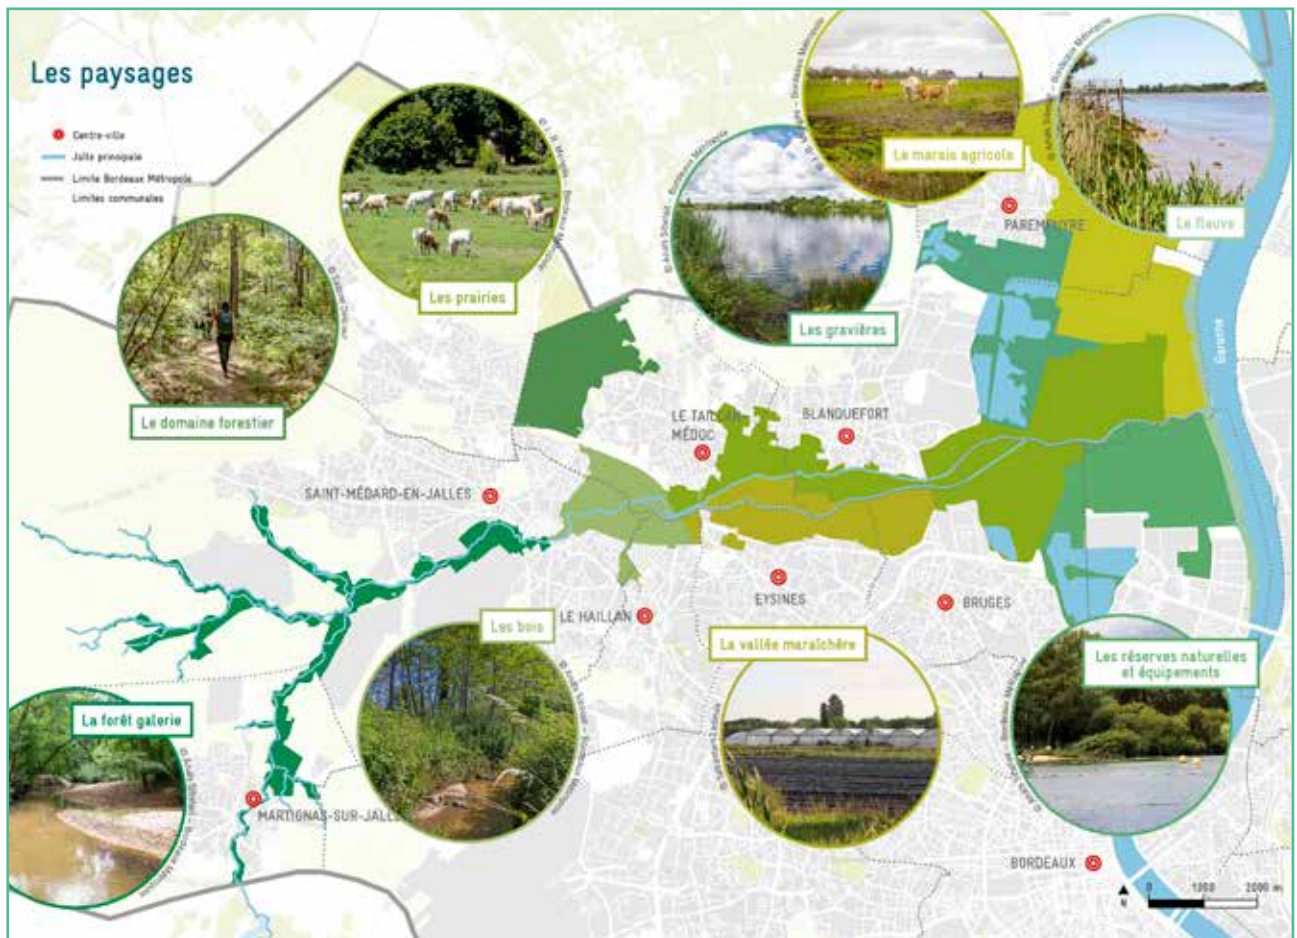 Les paysages
Centre-ville
Jalle principale
Limite Bordeaux Métropole
Limites communales
Le domaine forestier
Les prairies
Les gravières
Le marais agricole
Le fleuve
PAREMPUYRE
Garonne
LE TAILLAN-
MÉDOC
BLANQUEFORT
SAINT-MÉDARD-EN-JALLES
EYSINES
LE HAILLAN
BRUGES
Les bois
La vallée maraîchère
Les réserves naturelles
et équipements
La forêt galerie
MARTIGNAS-SUR-JALLE
BORDEAUX
N
0 1000 2000 m